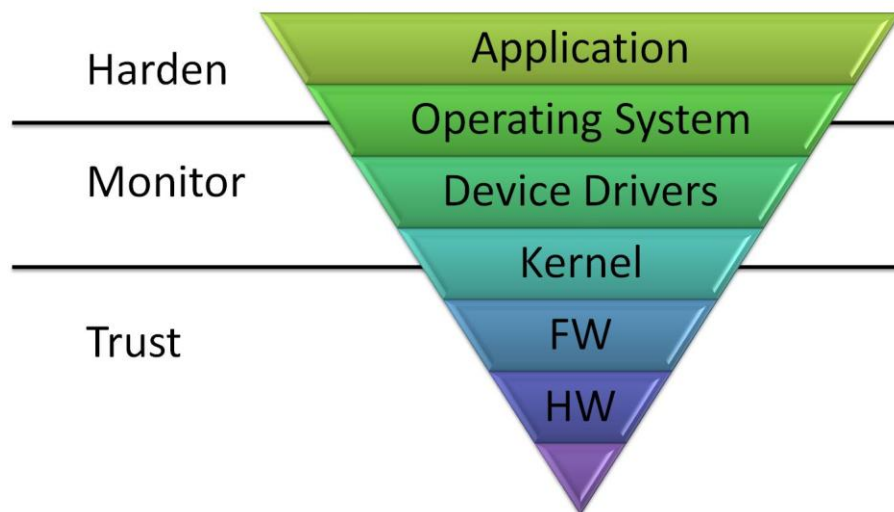 Harden
Application
Operating System
Monitor
Device Drivers
Kernel
Trust
FW
HW